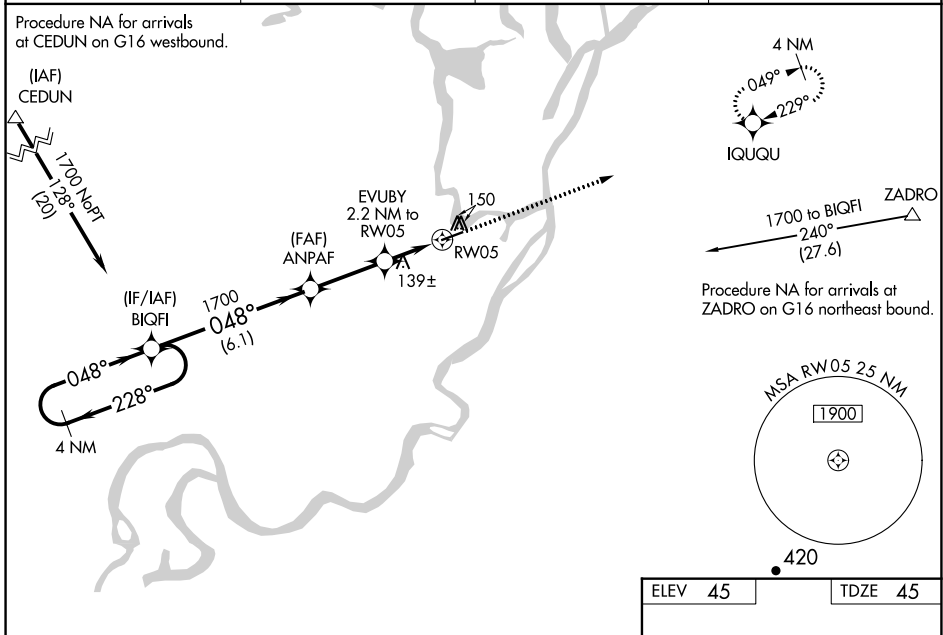 Procedure NA for arrivals
at CEDUN on G16 westbound.
(IAF)
CEDUN
1700 NoPT
128°
(20)
4 NM
049°
229°
IQUQU
EVUBY
2.2 NM to
RW05
150
RW05
139±
(FAF)
ANPAF
ZADRO
1700 to BIQFI
240°
(27.6)
Procedure NA for arrivals at
ZADRO on G16 northeast bound.
(IF/IAF)
BIQFI
1700
048°
(6.1)
048°
228°
4 NM
MSA RW05 25 NM
1900
420
ELEV 45
TDZE 45